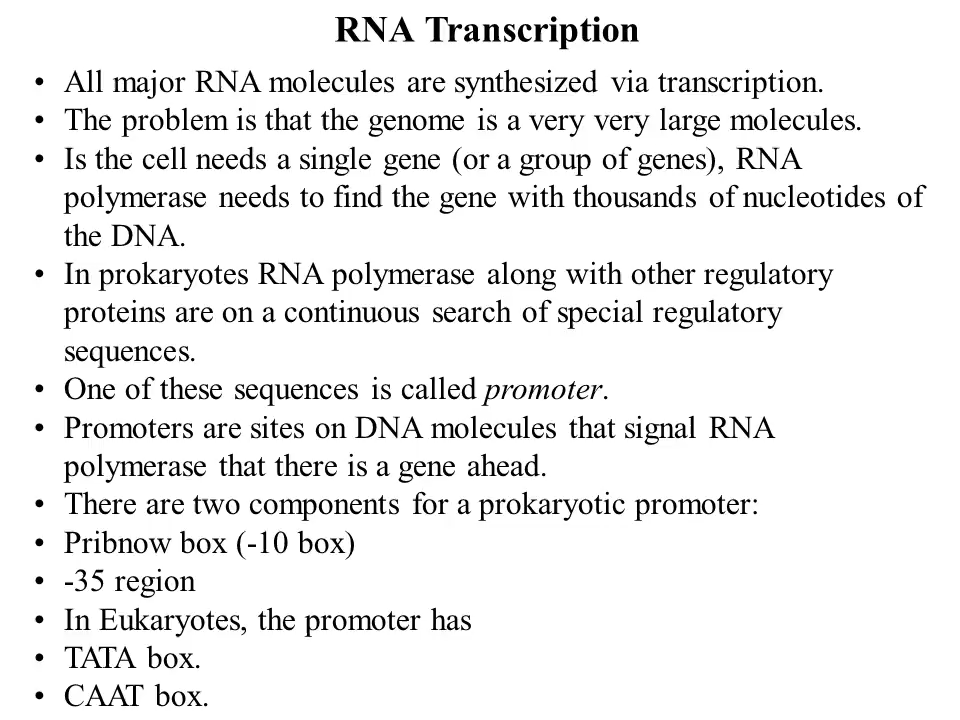 RNA Transcription
• All major RNA molecules are synthesized via transcription.
• The problem is that the genome is a very very large molecules.
• Is the cell needs a single gene (or a group of genes), RNA
polymerase needs to find the gene with thousands of nucleotides of
the DNA.
• In prokaryotes RNA polymerase along with other regulatory
proteins are on a continuous search of special regulatory
sequences.
• One of these sequences is called promoter.
• Promoters are sites on DNA molecules that signal RNA
polymerase that there is a gene ahead.
• There are two components for a prokaryotic promoter:
• Pribnow box (-10 box)
• -35 region
• In Eukaryotes, the promoter has
• TATA box.
• CAAT box.